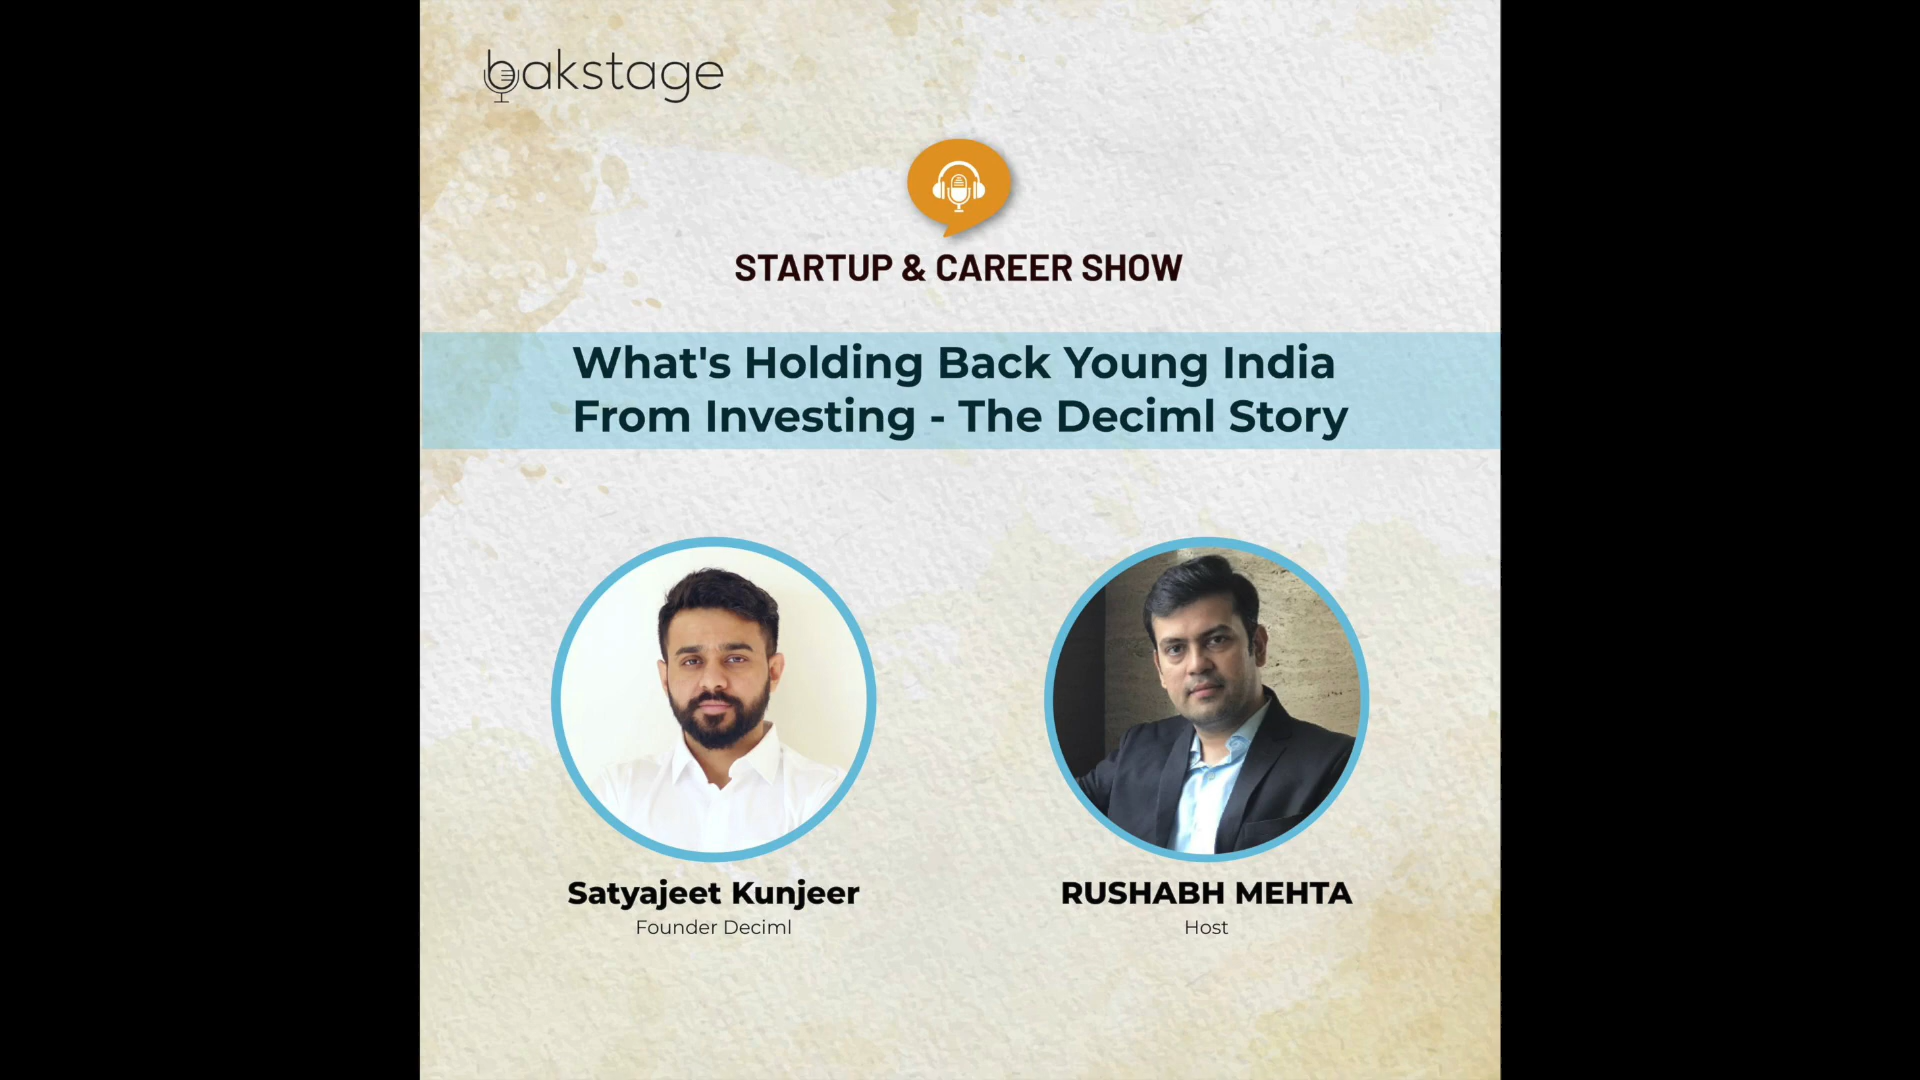 bakstage
STARTUP & CAREER SHOW
What's Holding Back Young India
From Investing - The Deciml Story
Satyajeet Kunjeer
Founder Deciml
RUSHABH MEHTA
Host